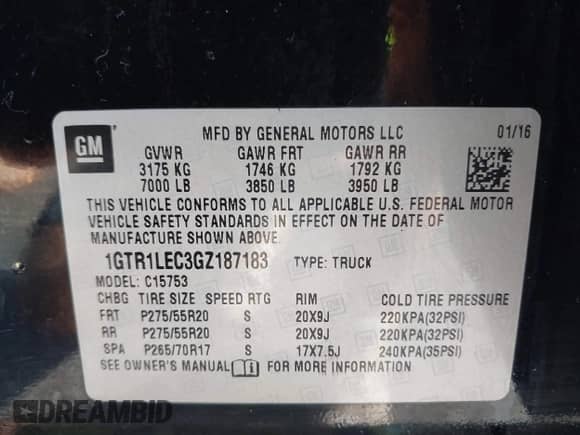 GM
MFD BY GENERAL MOTORS LLC 01/16
GVWR GAWR FRT GAWR RR
3175 KG 1746 KG 1792 KG
7000 LB 3850 LB 3950 LB
THIS VEHICLE CONFORMS TO ALL APPLICABLE U.S. FEDERAL MOTOR
VEHICLE SAFETY STANDARDS IN EFFECT ON THE DATE OF
MANUFACTURE SHOWN ABOVE.
1GTR1LEC3GZ187183 TYPE: TRUCK
MODEL: C15753
CHBG TIRE SIZE SPEED RTG RIM COLD TIRE PRESSURE
FRT P275/55R20 S 20X9J 220KPA(32PSI)
RR P275/55R20 S 20X9J 220KPA(32PSI)
SPA P265/70R17 S 17X7.5J 240KPA(35PSI)
SEE OWNER'S MANUAL i FOR MORE INFORMATION
DREAMBID